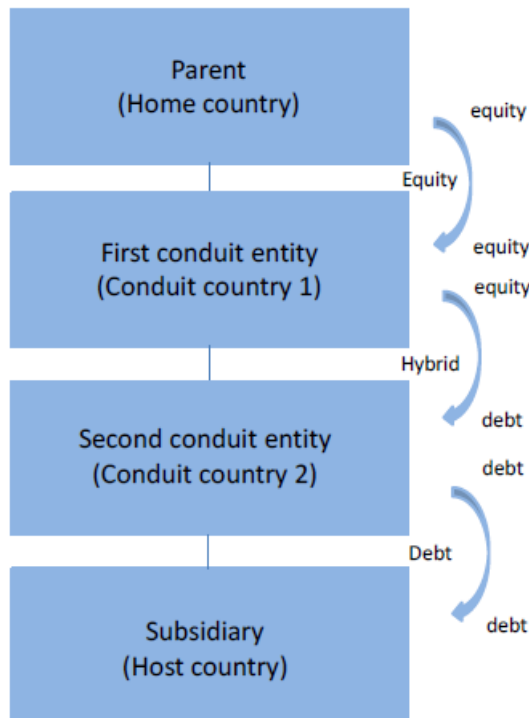 Parent
(Home country)
equity
Equity
equity
First conduit entity
(Conduit country 1)
equity
Hybrid
debt
Second conduit entity
(Conduit country 2)
debt
Debt
debt
Subsidiary
(Host country)